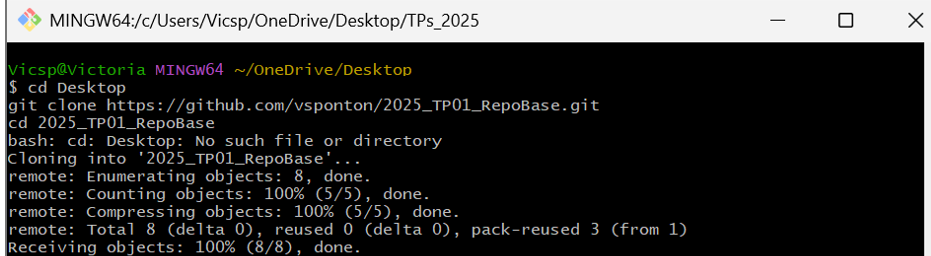 MINGW64:/c/Users/Vicsp/OneDrive/Desktop/TPs_2025
Vicsp@Victoria MINGW64 ~/OneDrive/Desktop
$ cd Desktop
git clone https://github.com/vsponton/2025_TP01_RepoBase.git
cd 2025_TP01_RepoBase
bash: cd: Desktop: No such file or directory
Cloning into '2025_TP01_RepoBase'...
remote: Enumerating objects: 8, done.
remote: Counting objects: 100% (5/5), done.
remote: Compressing objects: 100% (5/5), done.
remote: Total 8 (delta 0), reused 0 (delta 0), pack-reused 3 (from 1)
Receiving objects: 100% (8/8), done.